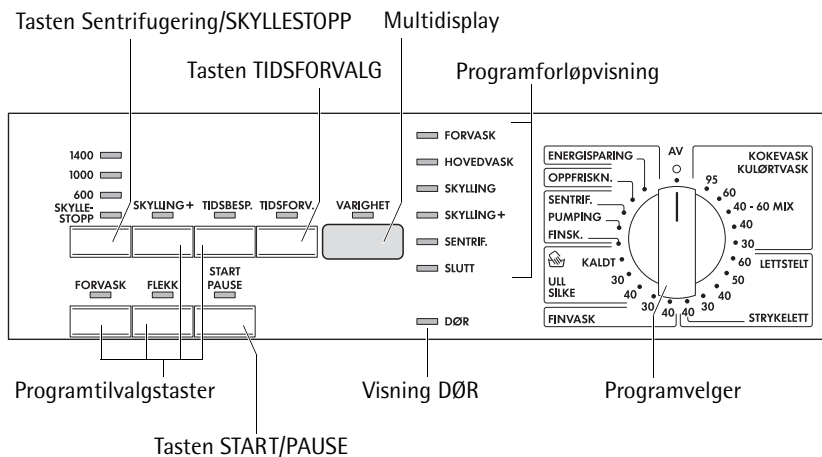 Tasten Sentrifugering/SKYLLESTOPP
Multidisplay
Tasten TIDSFORVALG
Programforløpvisning
1400
1000
600
SKYLLE-
STOPP
SKYLLING+
TIDSBESP.
TIDSFORV.
VARIGHET
FORVASK
FLEKK
START
PAUSE
FORVASK
HOVEDVASK
SKYLLING
SKYLLING+
SENTRIF.
SLUTT
DØR
ENERGISPARING
OPPFRISKN.
SENTRIF.
PUMPING
FINSK.
KALDT
ULL
SILKE
30
40
FINVASK
30
40
AV
KOKEVASK
KULØRTVASK
95
60
40 - 60 MIX
40
30
LETTSTELT
60
50
40
30
40
STRYKELETT
Programtilvalgstaster
Visning DØR
Programvelger
Tasten START/PAUSE